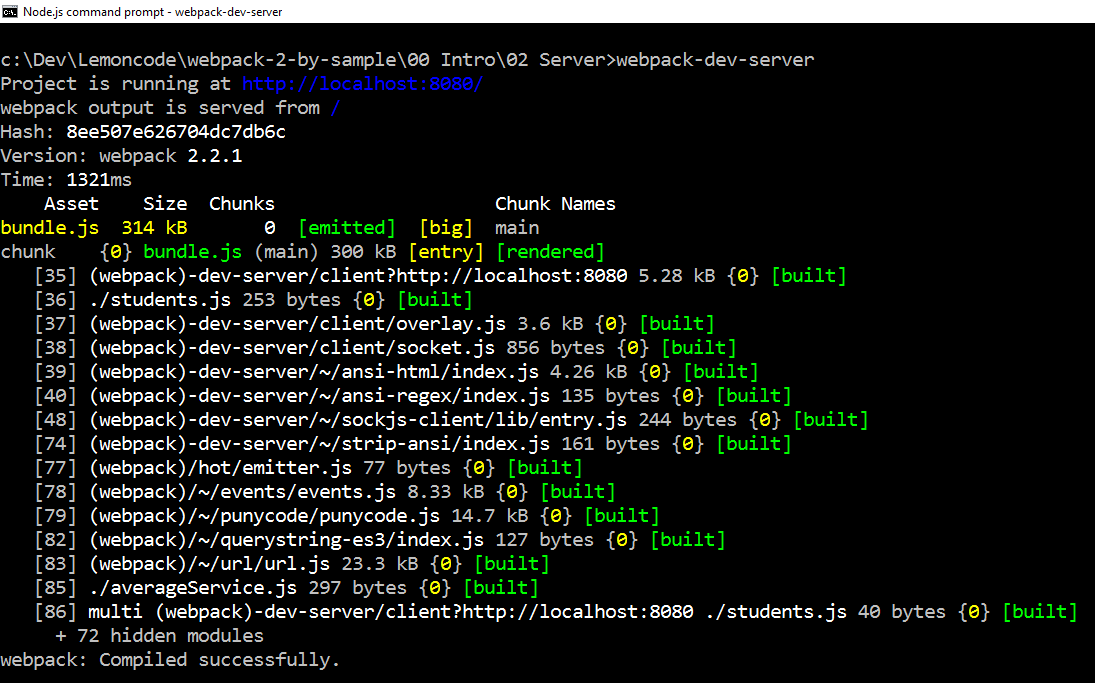 Node.js command prompt - webpack-dev-server
c:\Dev\Lemoncode\webpack-2-by-sample\00 Intro\02 Server>webpack-dev-server
Project is running at http://localhost:8080/
webpack output is served from /
Hash: 8ee507e626704dc7db6c
Version: webpack 2.2.1
Time: 1321ms
    Asset    Size  Chunks                    Chunk Names
bundle.js  314 kB       0  [emitted]  [big]  main
chunk    {0} bundle.js (main) 300 kB [entry] [rendered]
   [35] (webpack)-dev-server/client?http://localhost:8080 5.28 kB {0} [built]
   [36] ./students.js 253 bytes {0} [built]
   [37] (webpack)-dev-server/client/overlay.js 3.6 kB {0} [built]
   [38] (webpack)-dev-server/client/socket.js 856 bytes {0} [built]
   [39] (webpack)-dev-server/~/ansi-html/index.js 4.26 kB {0} [built]
   [40] (webpack)-dev-server/~/ansi-regex/index.js 135 bytes {0} [built]
   [48] (webpack)-dev-server/~/sockjs-client/lib/entry.js 244 bytes {0} [built]
   [74] (webpack)-dev-server/~/strip-ansi/index.js 161 bytes {0} [built]
   [77] (webpack)/hot/emitter.js 77 bytes {0} [built]
   [78] (webpack)/~/events/events.js 8.33 kB {0} [built]
   [79] (webpack)/~/punycode/punycode.js 14.7 kB {0} [built]
   [82] (webpack)/~/querystring-es3/index.js 127 bytes {0} [built]
   [83] (webpack)/~/url/url.js 23.3 kB {0} [built]
   [85] ./averageService.js 297 bytes {0} [built]
   [86] multi (webpack)-dev-server/client?http://localhost:8080 ./students.js 40 bytes {0} [built]
     + 72 hidden modules
webpack: Compiled successfully.